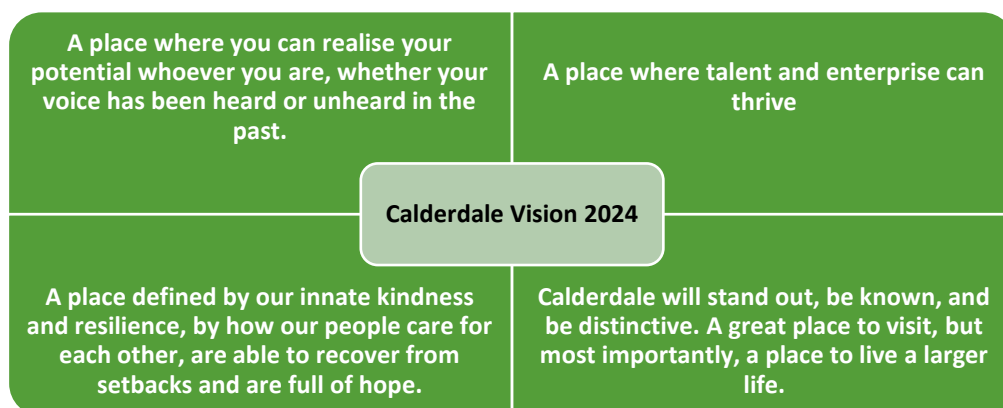 A place where you can realise your
potential whoever you are, whether your
voice has been heard or unheard in the
past.
A place where talent and enterprise can
thrive
Calderdale Vision 2024
A place defined by our innate kindness
and resilience, by how our people care for
each other, are able to recover from
setbacks and are full of hope.
Calderdale will stand out, be known, and
be distinctive. A great place to visit, but
most importantly, a place to live a larger
life.